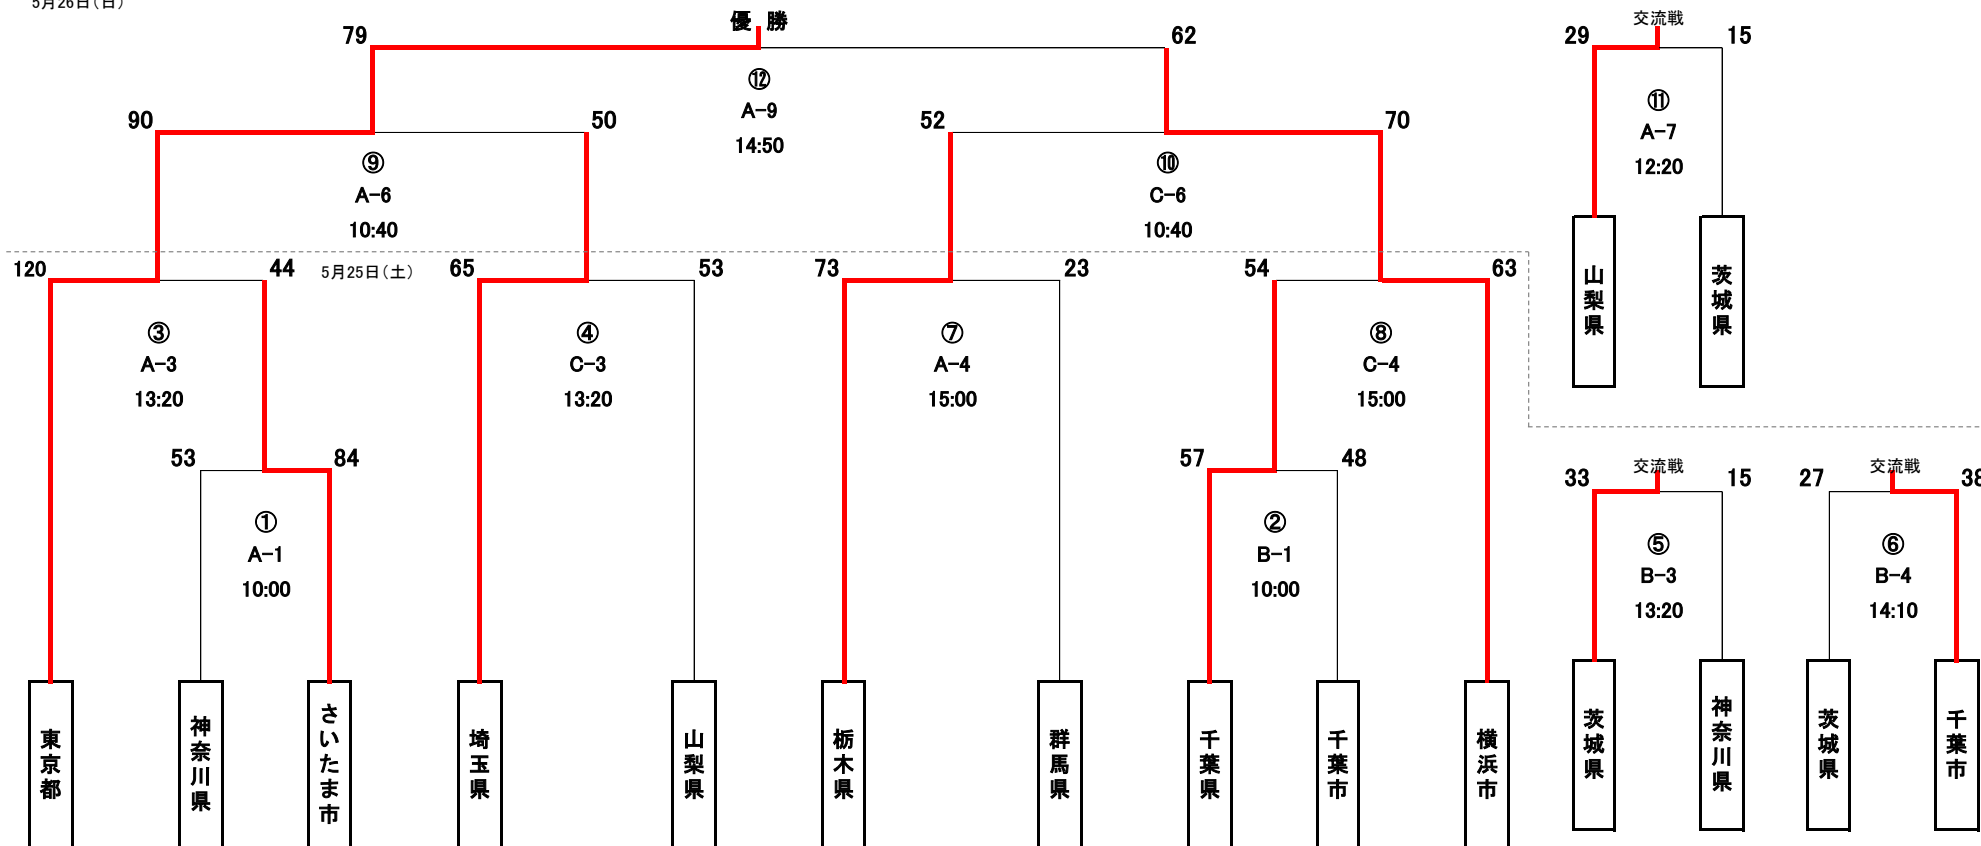 5月26日(日)
優 勝
79
62
⑫
A-9
14:50
90
50
⑨
A-6
10:40
52
70
⑩
C-6
10:40
交流戦
29
15
⑪
A-7
12:20
山梨県
茨城県
5月25日(土)
120
44
③
A-3
13:20
65
53
④
C-3
13:20
73
23
⑦
A-4
15:00
54
63
⑧
C-4
15:00
53
84
①
A-1
10:00
57
48
②
B-1
10:00
交流戦
33
15
⑤
B-3
13:20
交流戦
27
38
⑥
B-4
14:10
東京都
神奈川県
さいたま市
埼玉県
山梨県
栃木県
群馬県
千葉県
千葉市
横浜市
茨城県
神奈川県
茨城県
千葉市